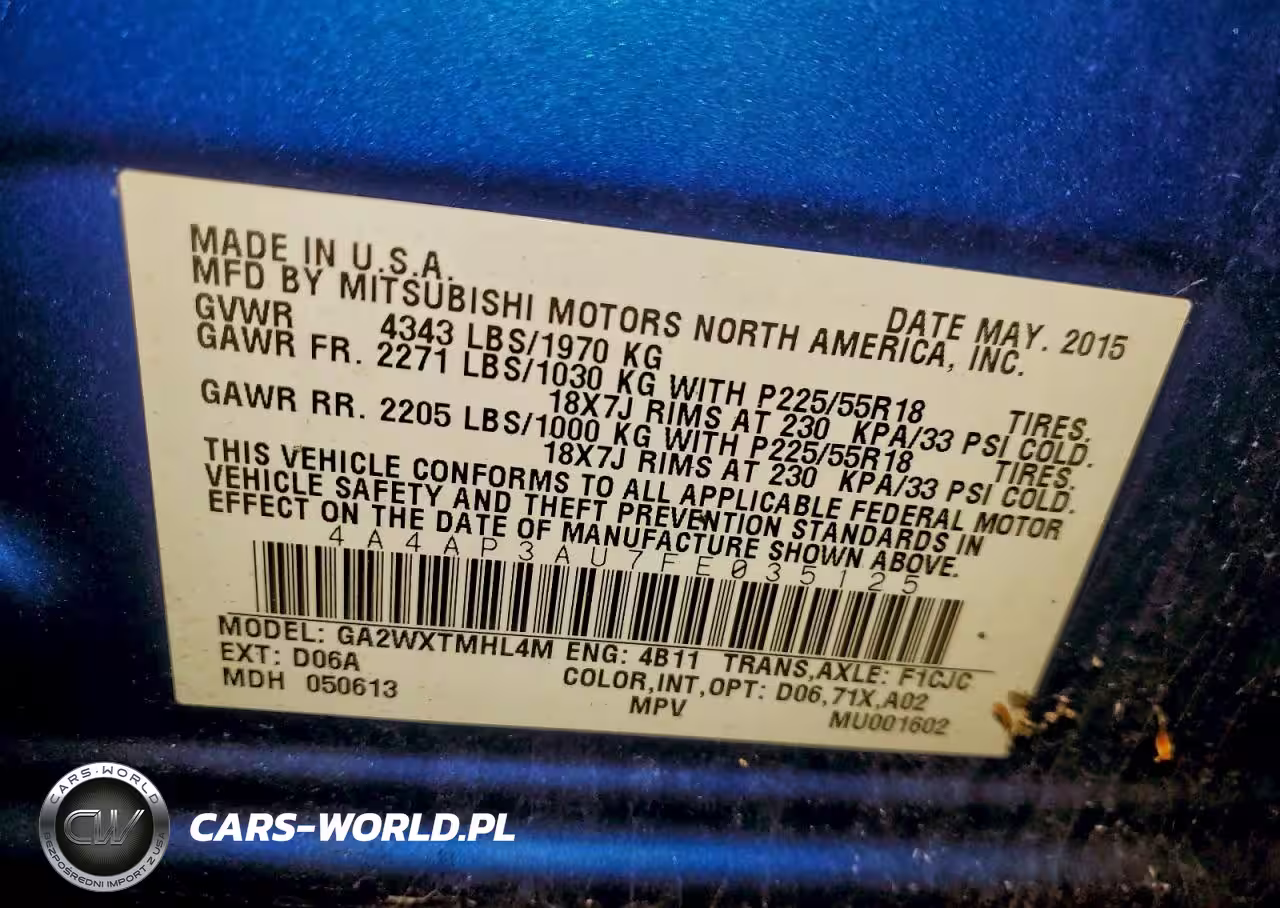 MADE IN U.S.A.
DATE MAY. 2015
MFD BY MITSUBISHI MOTORS NORTH AMERICA, INC.
GVWR 4343 LBS/1970 KG
GAWR FR. 2271 LBS/1030 KG WITH P225/55R18 TIRES.
18X7J RIMS AT 230 KPA/33 PSI COLD.
GAWR RR. 2205 LBS/1000 KG WITH P225/55R18 TIRES.
18X7J RIMS AT 230 KPA/33 PSI COLD.
THIS VEHICLE CONFORMS TO ALL APPLICABLE FEDERAL MOTOR
VEHICLE SAFETY AND THEFT PREVENTION STANDARDS IN
EFFECT ON THE DATE OF MANUFACTURE SHOWN ABOVE.
4A4AP3AU7FE035125
MODEL: GA2WXTMHL4M ENG: 4B11 TRANS,AXLE: F1CJC
EXT: D06A COLOR,INT,OPT: D06,71X,A02
MDH 050613 MPV MU001602
CARS-WORLD
CW
BEZPOŚREDNI IMPORT Z USA
CARS-WORLD.PL